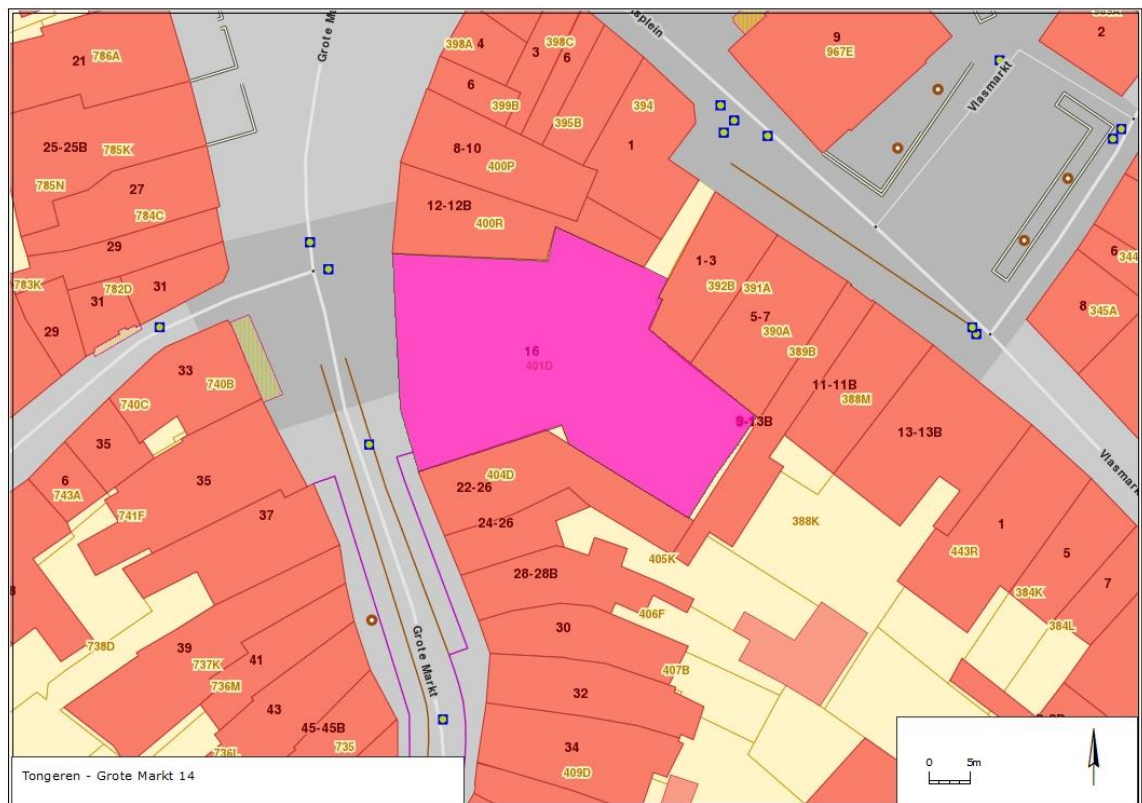 Grote Markt
nsplein
Vlasmarkt
21
786A
25-25B
785K
785N
27
784C
29
783K
782D
31
31
29
398A
4
3
398C
6
6
399B
395B
394
1
8-10
400P
12-12B
400R
9
967E
2
6
344
8
345A
1-3
392B
391A
5-7
390A
389B
11-11B
388M
13-13B
9-13B
16
401D
33
740B
740C
35
6
743A
741F
35
37
404D
22-26
24-26
405K
388K
28-28B
406F
30
407B
32
34
409D
Vlasmarkt
1
443R
5
384K
7
384L
738D
39
737K
41
736M
43
45-45B
735
Grote Markt
Tongeren - Grote Markt 14
0 5m